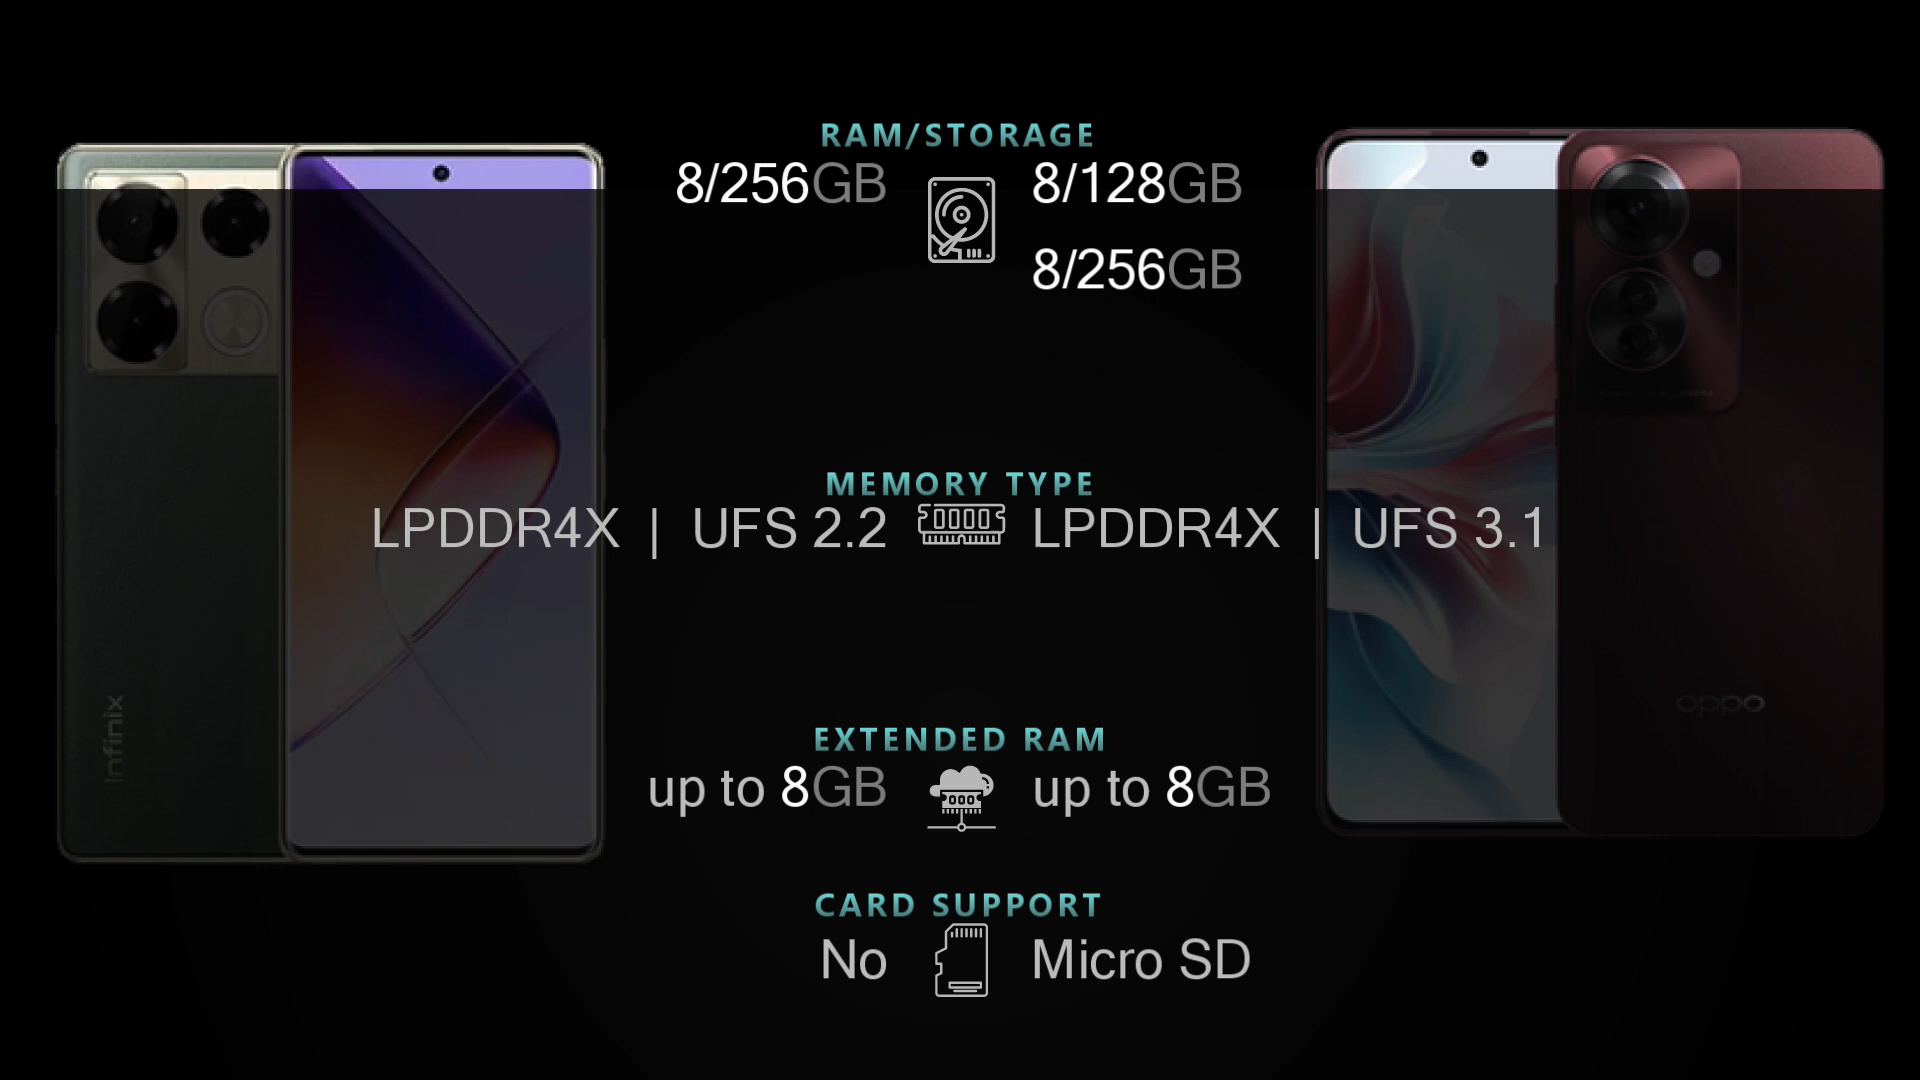 RAM/STORAGE
8/256GB 8/128GB
8/256GB
MEMORY TYPE
LPDDR4X | UFS 2.2 LPDDR4X | UFS 3.1
EXTENDED RAM
up to 8GB up to 8GB
CARD SUPPORT
No Micro SD
Infinix
oppo